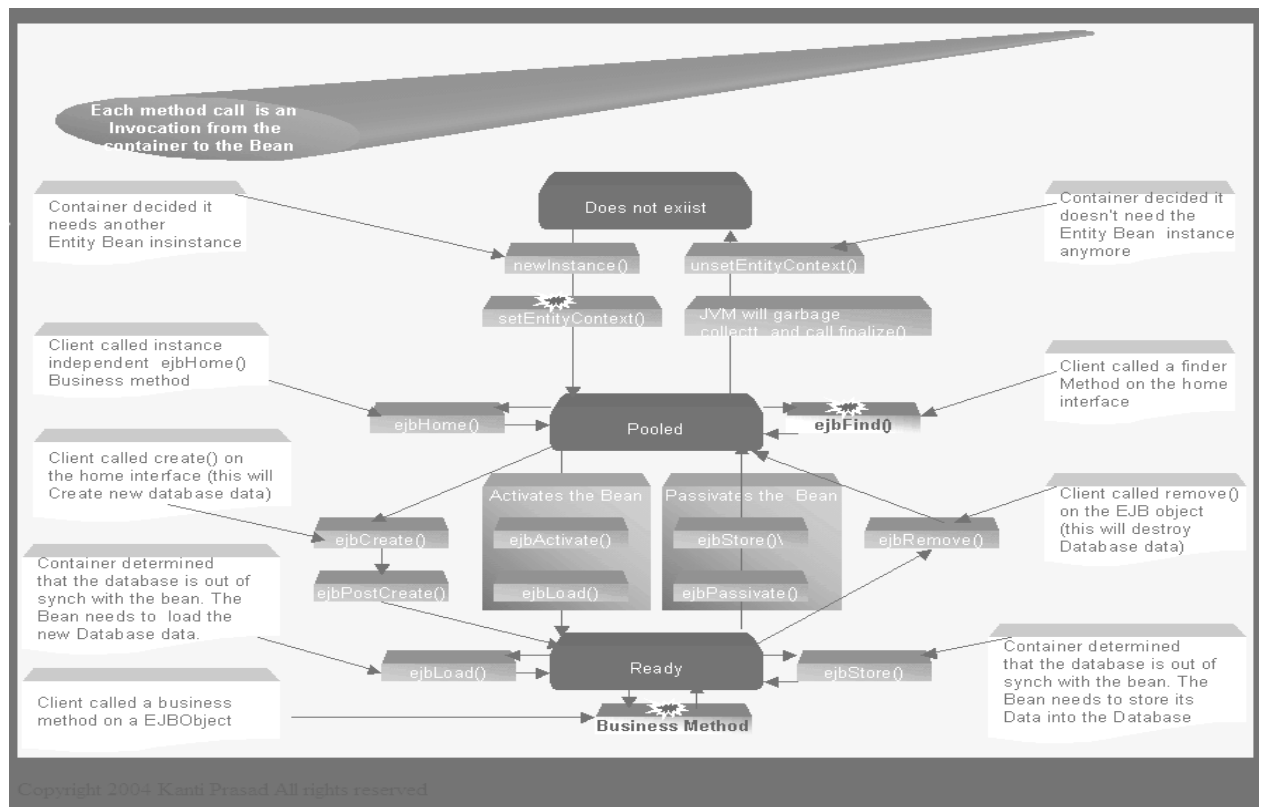 Each method call is an
Invocation from the
container to the Bean
Container decided it
needs another
Entity Bean insinstance
Does not exiist
Container decided it
doesn't need the
Entity Bean instance
anymore
newInstance()
unsetEntityContext()
setEntityContext()
JVM will garbage
collectt and call finalize()
Client called instance
independent ejbHome()
Business method
Client called a finder
Method on the home
interface
ejbHome()
Pooled
ejbFind()
Client called create() on
the home interface (this will
Create new database data)
Activates the Bean
Passivates the Bean
Client called remove()
on the EJB object
(this will destroy
Database data)
ejbCreate()
ejbActivate()
ejbStore()\
ejbRemove()
Container determined
that the database is out of
synch with the bean. The
Bean needs to load the
new Database data.
ejbPostCreate()
ejbLoad()
ejbPassivate()
ejbLoad()
Ready
ejbStore()
Container determined
that the database is out of
synch with the bean. The
Bean needs to store its
Data into the Database
Client called a business
method on a EJBObject
Business Method
Copyright 2004 Kanti Prasad All rights reserved